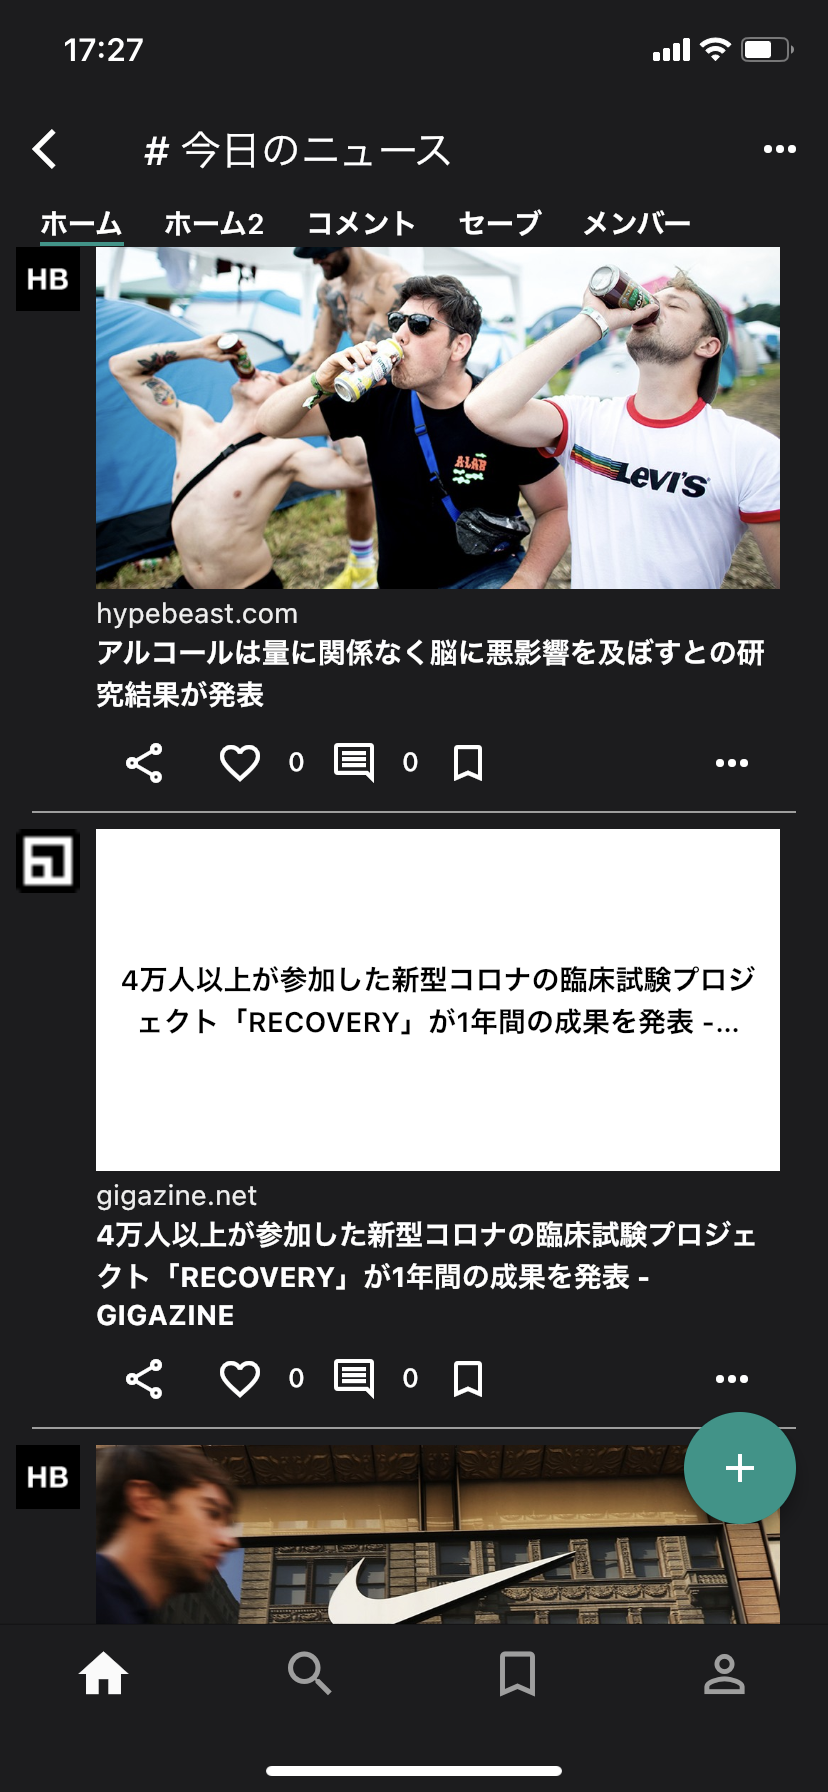 17:27
# 今日のニュース
ホーム ホーム2 コメント セーブ メンバー
HB
A-LAB
LEVI'S
hypebeast.com
アルコールは量に関係なく脳に悪影響を及ぼすとの研
究結果が発表
0 0
4万人以上が参加した新型コロナの臨床試験プロジ
ェクト「RECOVERY」が1年間の成果を発表 -...
gigazine.net
4万人以上が参加した新型コロナの臨床試験プロジェ
クト「RECOVERY」が1年間の成果を発表 -
GIGAZINE
0 0
HB